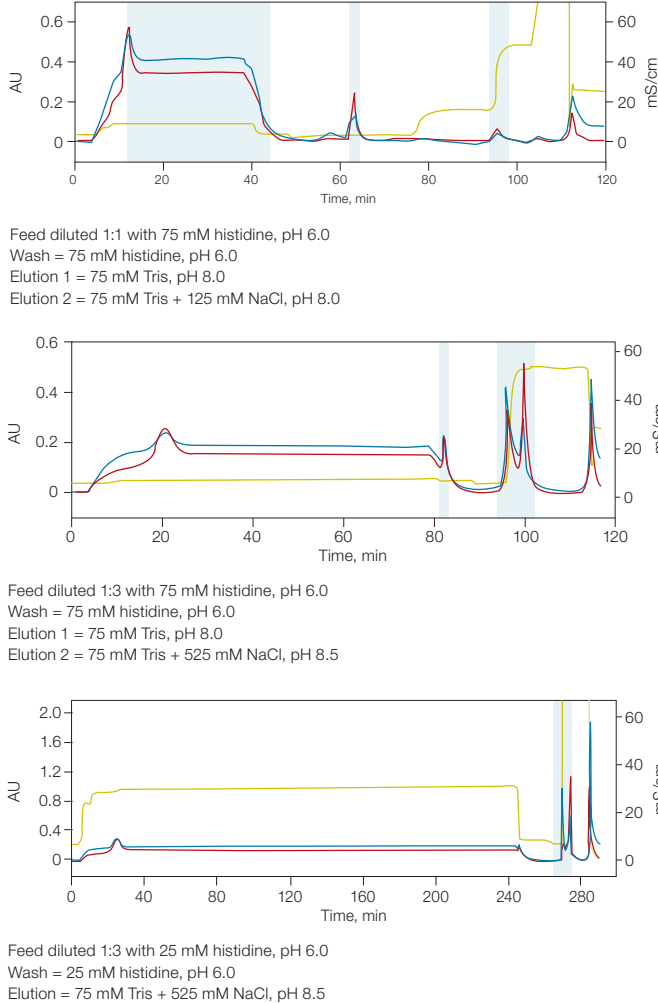 0.6
0.4
0.2
0
AU
60
40
20
0
mS/cm
0 20 40 60 80 100 120
Time, min
Feed diluted 1:1 with 75 mM histidine, pH 6.0
Wash = 75 mM histidine, pH 6.0
Elution 1 = 75 mM Tris, pH 8.0
Elution 2 = 75 mM Tris + 125 mM NaCl, pH 8.0
0.6
0.4
0.2
0
AU
60
40
20
0
mS/cm
0 20 40 60 80 100 120
Time, min
Feed diluted 1:3 with 75 mM histidine, pH 6.0
Wash = 75 mM histidine, pH 6.0
Elution 1 = 75 mM Tris, pH 8.0
Elution 2 = 75 mM Tris + 525 mM NaCl, pH 8.5
2.0
1.6
1.2
0.8
0.4
0
AU
60
40
20
0
mS/cm
0 40 80 120 160 200 240 280
Time, min
Feed diluted 1:3 with 25 mM histidine, pH 6.0
Wash = 25 mM histidine, pH 6.0
Elution = 75 mM Tris + 525 mM NaCl, pH 8.5